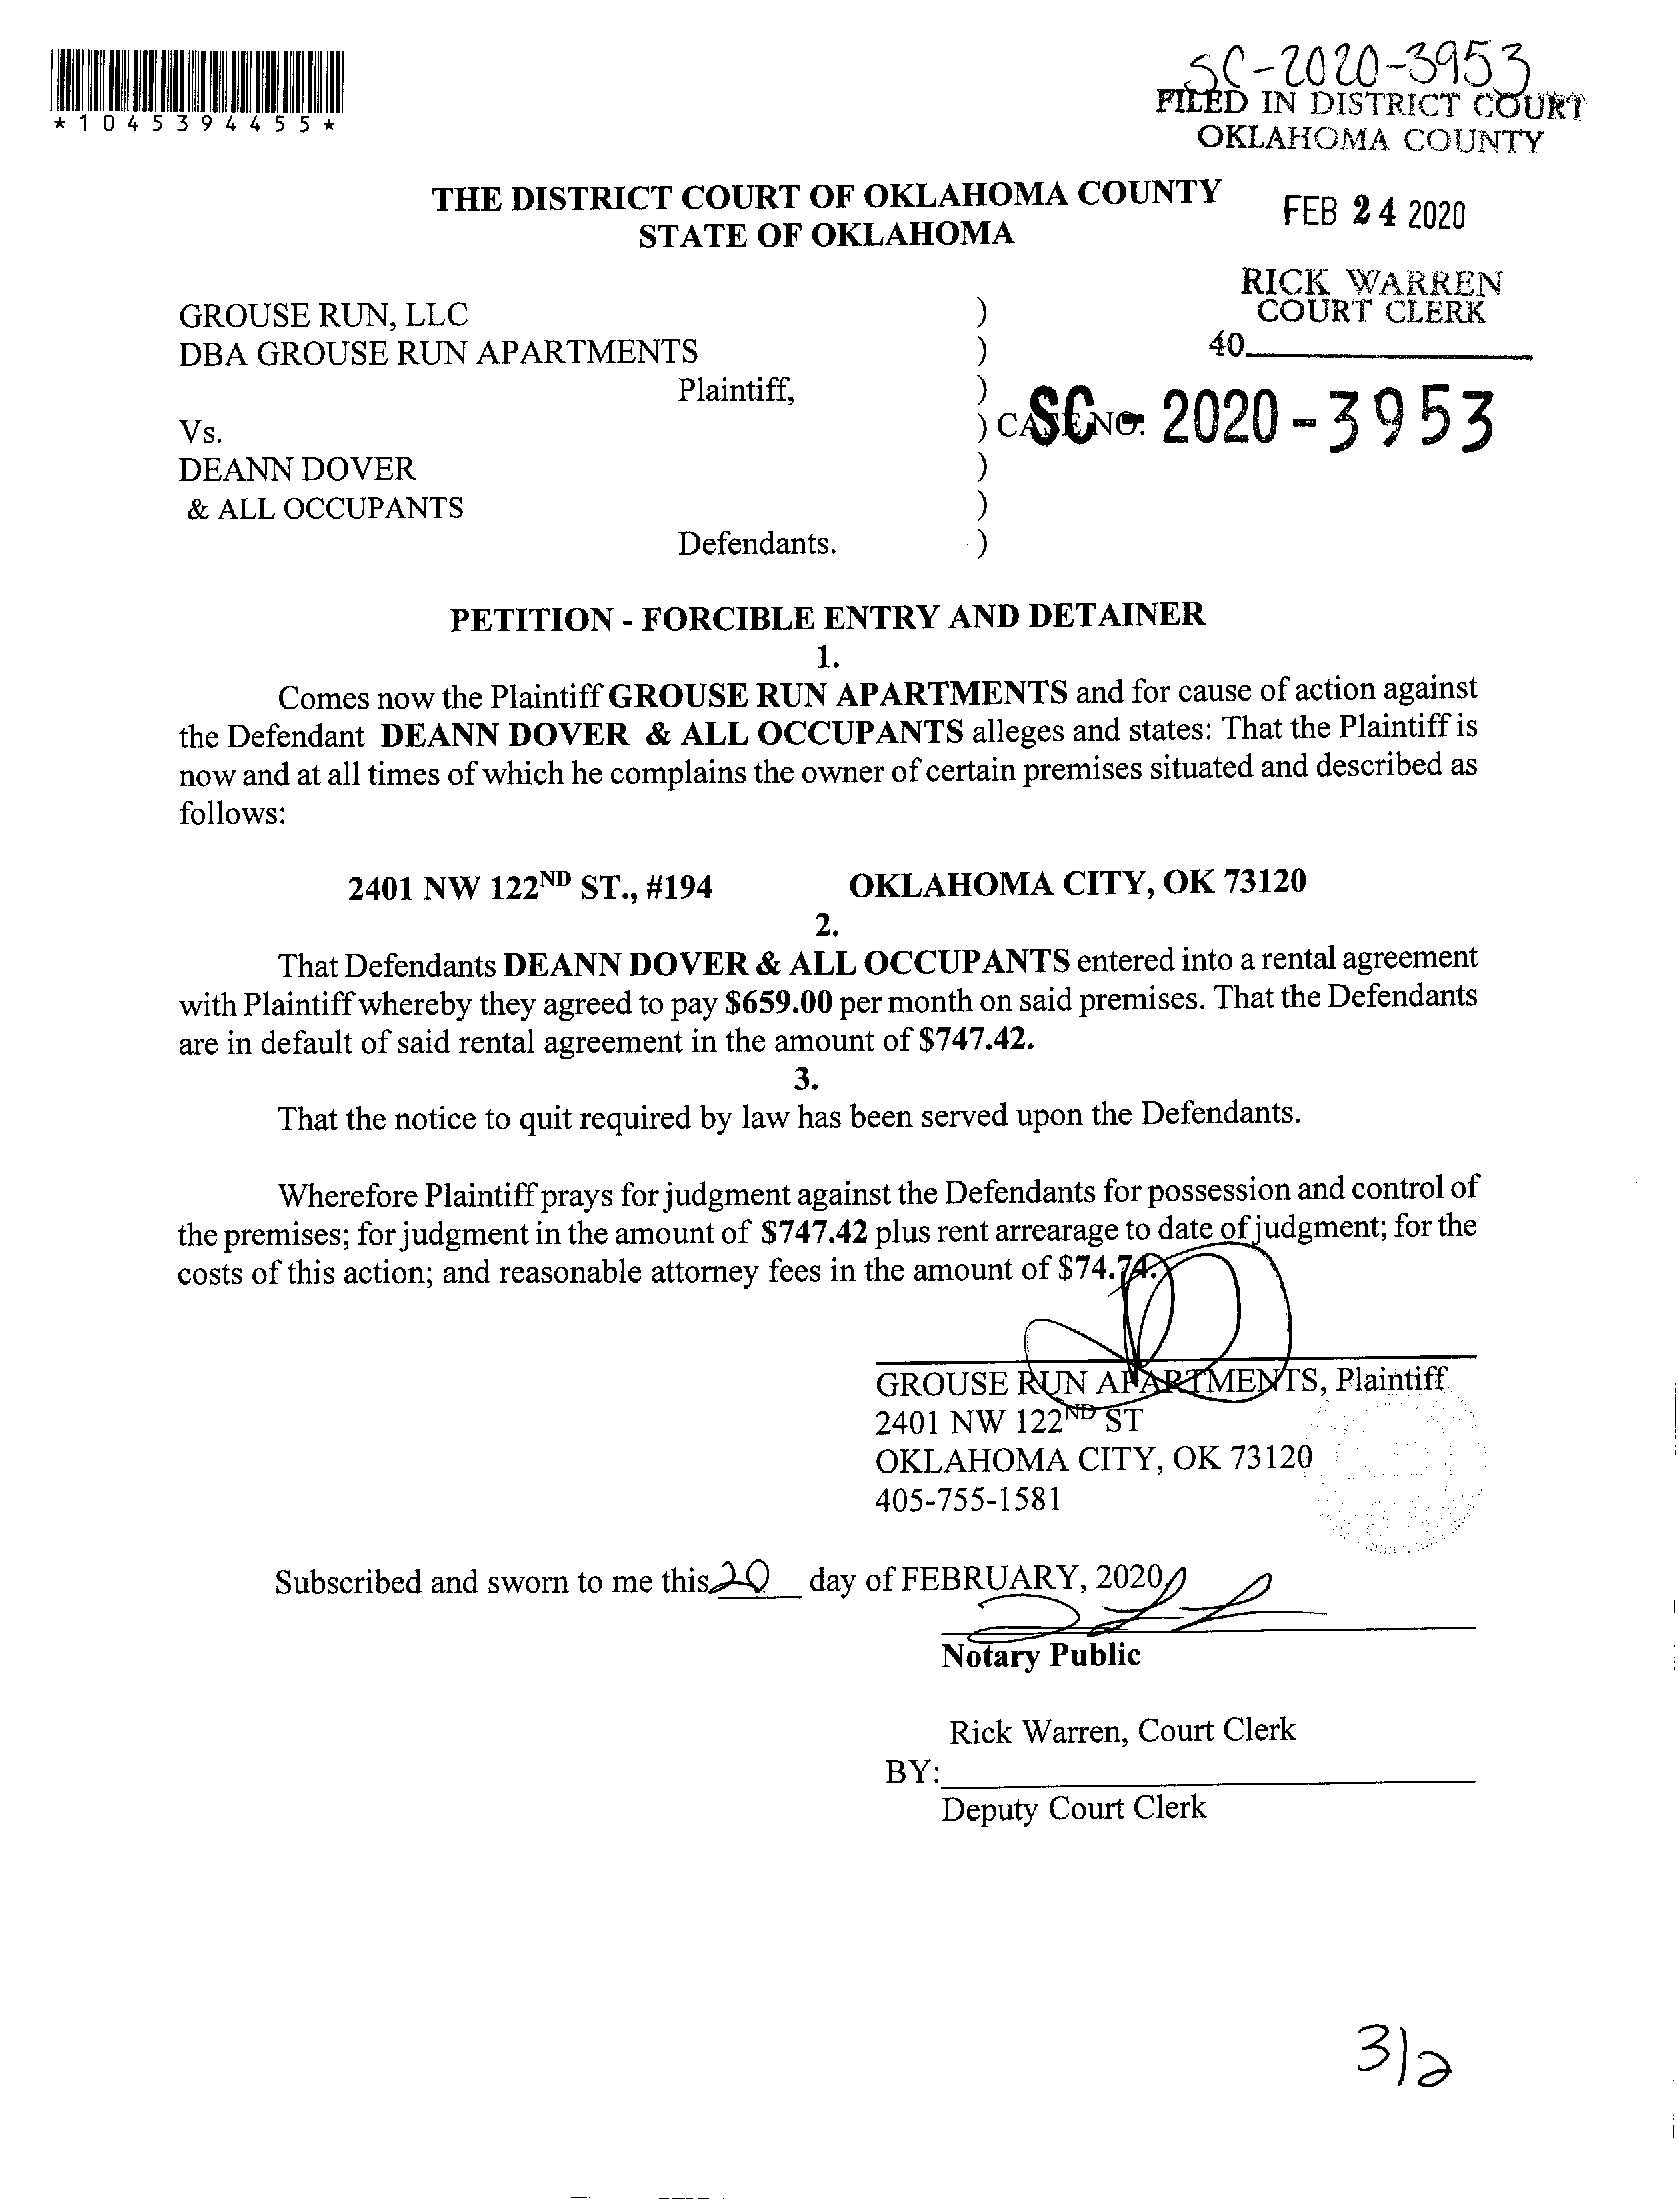 SC-2020-3953
*1045394455*
FILED IN DISTRICT COURT
OKLAHOMA COUNTY
THE DISTRICT COURT OF OKLAHOMA COUNTY
STATE OF OKLAHOMA
FEB 24 2020
RICK WARREN
COURT CLERK
40
GROUSE RUN, LLC )
DBA GROUSE RUN APARTMENTS )
Plaintiff, )
Vs. ) CASE NO. SC - 2020 - 3953
DEANN DOVER )
& ALL OCCUPANTS )
Defendants. )
PETITION - FORCIBLE ENTRY AND DETAINER
1.
Comes now the Plaintiff GROUSE RUN APARTMENTS and for cause of action against
the Defendant DEANN DOVER & ALL OCCUPANTS alleges and states: That the Plaintiff is
now and at all times of which he complains the owner of certain premises situated and described as
follows:
2401 NW 122ND ST., #194 OKLAHOMA CITY, OK 73120
2.
That Defendants DEANN DOVER & ALL OCCUPANTS entered into a rental agreement
with Plaintiff whereby they agreed to pay $659.00 per month on said premises. That the Defendants
are in default of said rental agreement in the amount of $747.42.
3.
That the notice to quit required by law has been served upon the Defendants.
Wherefore Plaintiff prays for judgment against the Defendants for possession and control of
the premises; for judgment in the amount of $747.42 plus rent arrearage to date of judgment; for the
costs of this action; and reasonable attorney fees in the amount of $74.74.
GROUSE RUN APARTMENTS, Plaintiff
2401 NW 122ND ST
OKLAHOMA CITY, OK 73120
405-755-1581
Subscribed and sworn to me this 20 day of FEBRUARY, 2020
Notary Public
Rick Warren, Court Clerk
BY:
Deputy Court Clerk
3/2